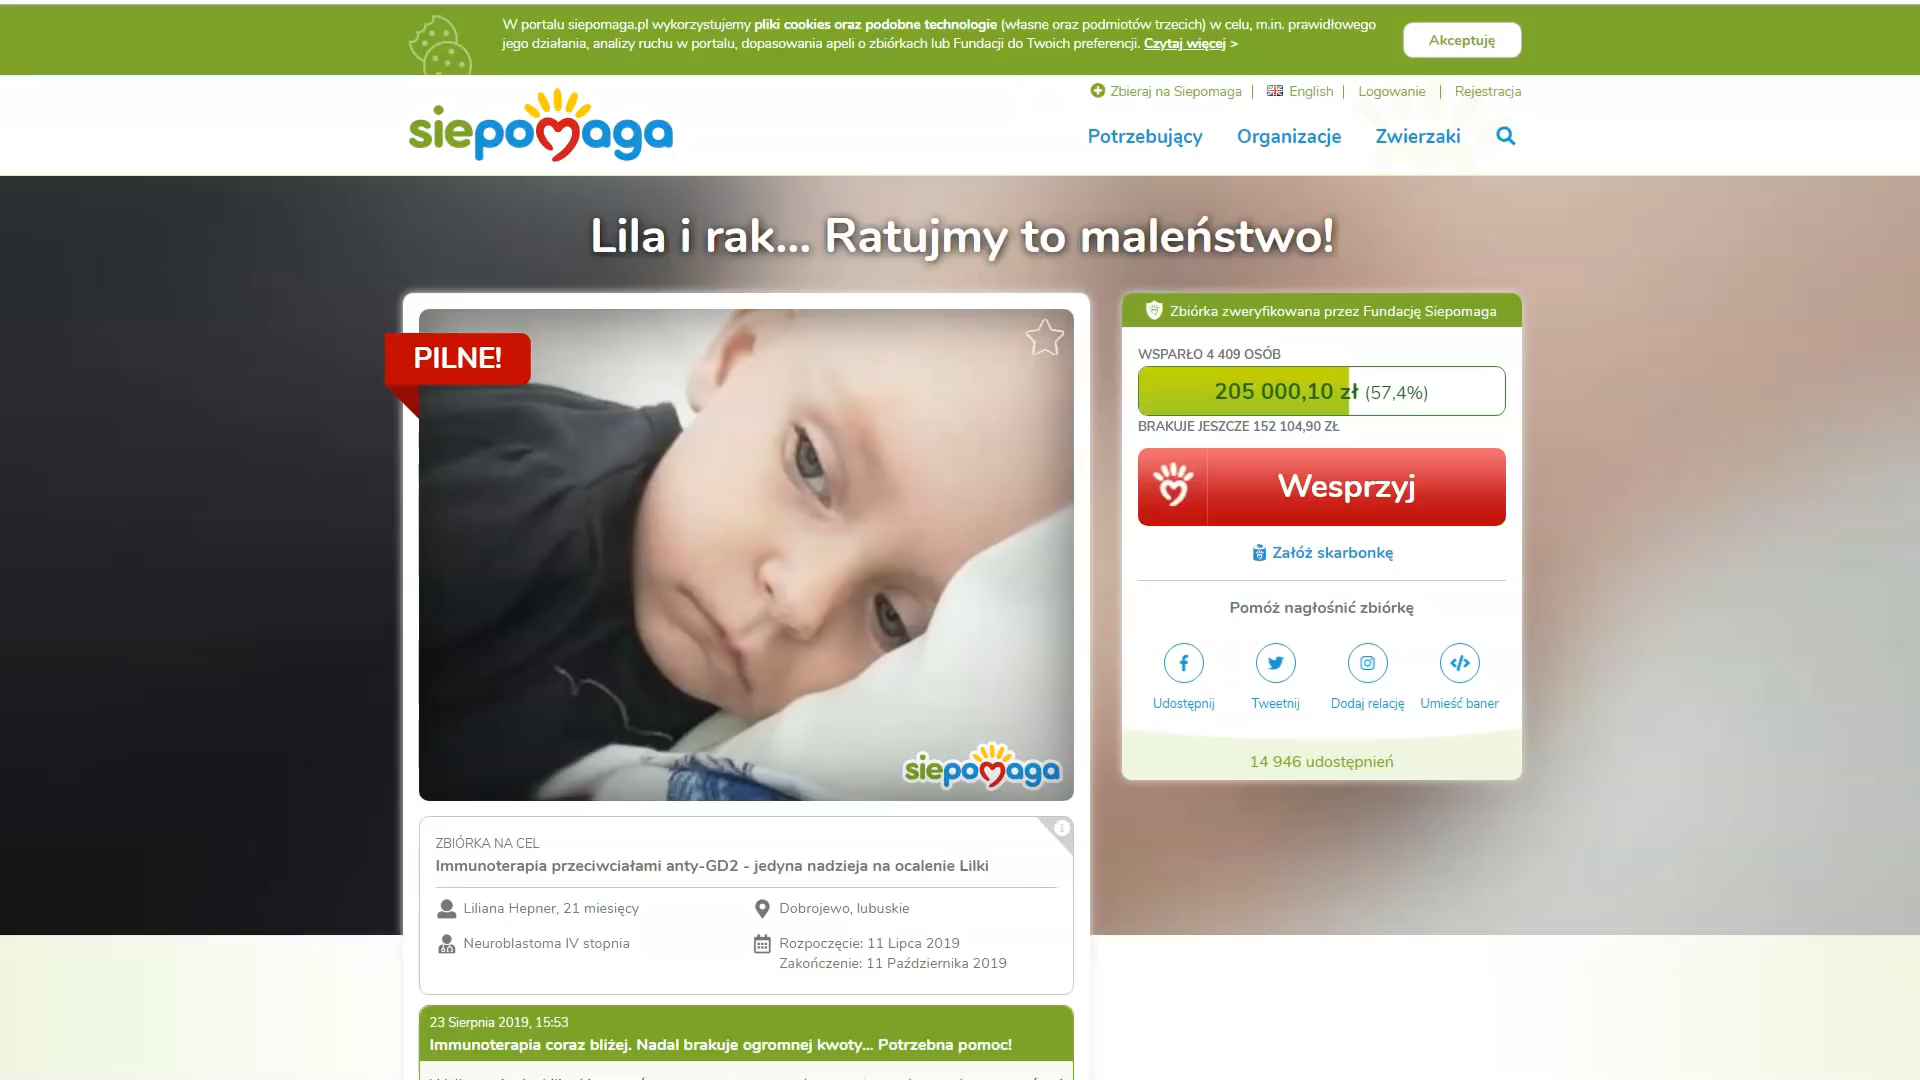 W portalu siepomaga.pl wykorzystujemy pliki cookies oraz podobne technologie (własne oraz podmiotów trzecich) w celu, m.in. prawidłowego
jego działania, analizy ruchu w portalu, dopasowania apeli o zbiórkach lub Fundacji do Twoich preferencji. Czytaj więcej >
Akceptuję
siepomaga
Zbieraj na Siepomaga | English | Logowanie | Rejestracja
Potrzebujący Organizacje Zwierzaki
Lila i rak... Ratujmy to maleństwo!
PILNE!
siepomaga
Zbiórka zweryfikowana przez Fundację Siepomaga
WSPARŁO 4 409 OSÓB
205 000,10 zł (57,4%)
BRAKUJE JESZCZE 152 104,90 ZŁ
Wesprzyj
Załóż skarbonkę
Pomóż nagłośnić zbiórkę
Udostępnij Tweetnij Dodaj relację Umieść baner
14 946 udostępnień
ZBIÓRKA NA CEL
Immunoterapia przeciwciałami anty-GD2 - jedyna nadzieja na ocalenie Lilki
Liliana Hepner, 21 miesięcy
Dobrojewo, lubuskie
Neuroblastoma IV stopnia
Rozpoczęcie: 11 Lipca 2019
Zakończenie: 11 Października 2019
23 Sierpnia 2019, 15:53
Immunoterapia coraz bliżej. Nadal brakuje ogromnej kwoty... Potrzebna pomoc!